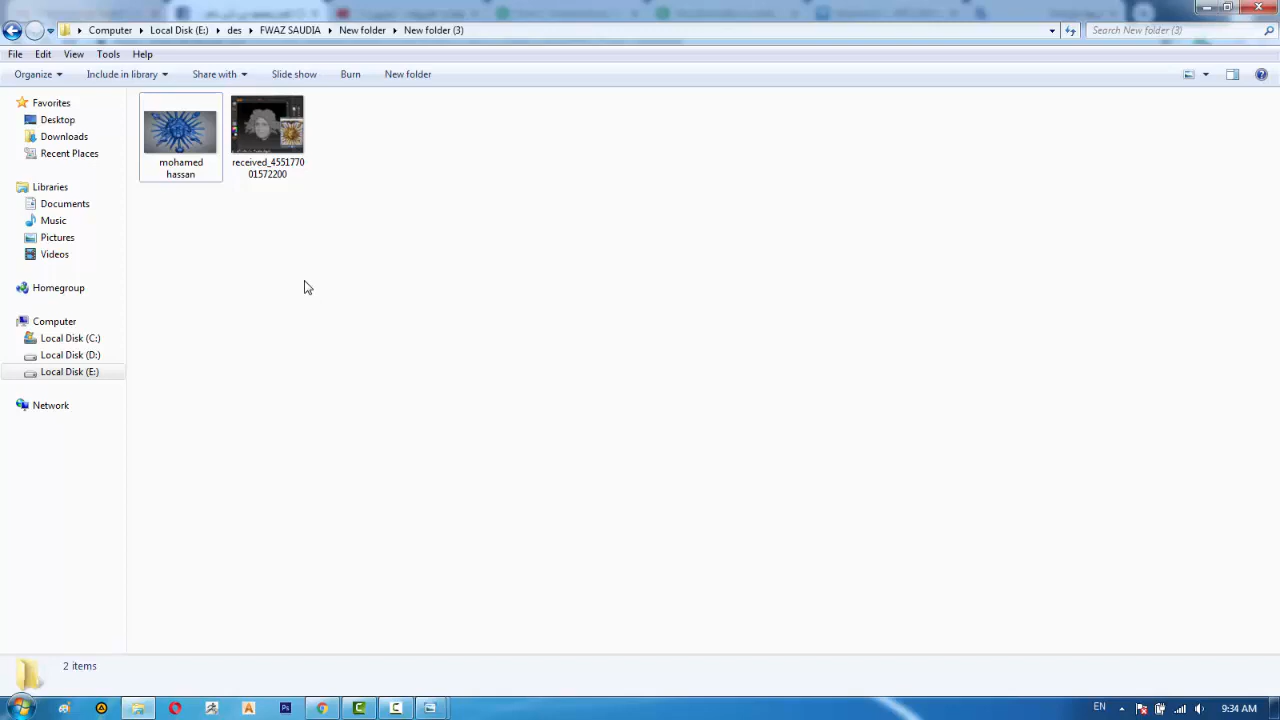 Computer Local Disk (E:) des FWAZ SAUDIA New folder New folder (3)
Search New folder (3)
File Edit View Tools Help
Organize Include in library Share with Slide show Burn New folder
Favorites
Desktop
Downloads
Recent Places
Libraries
Documents
Music
Pictures
Videos
Homegroup
Computer
Local Disk (C:)
Local Disk (D:)
Local Disk (E:)
Network
mohamed
hassan
received_4551770
01572200
2 items
Ps
EN
9:34 AM